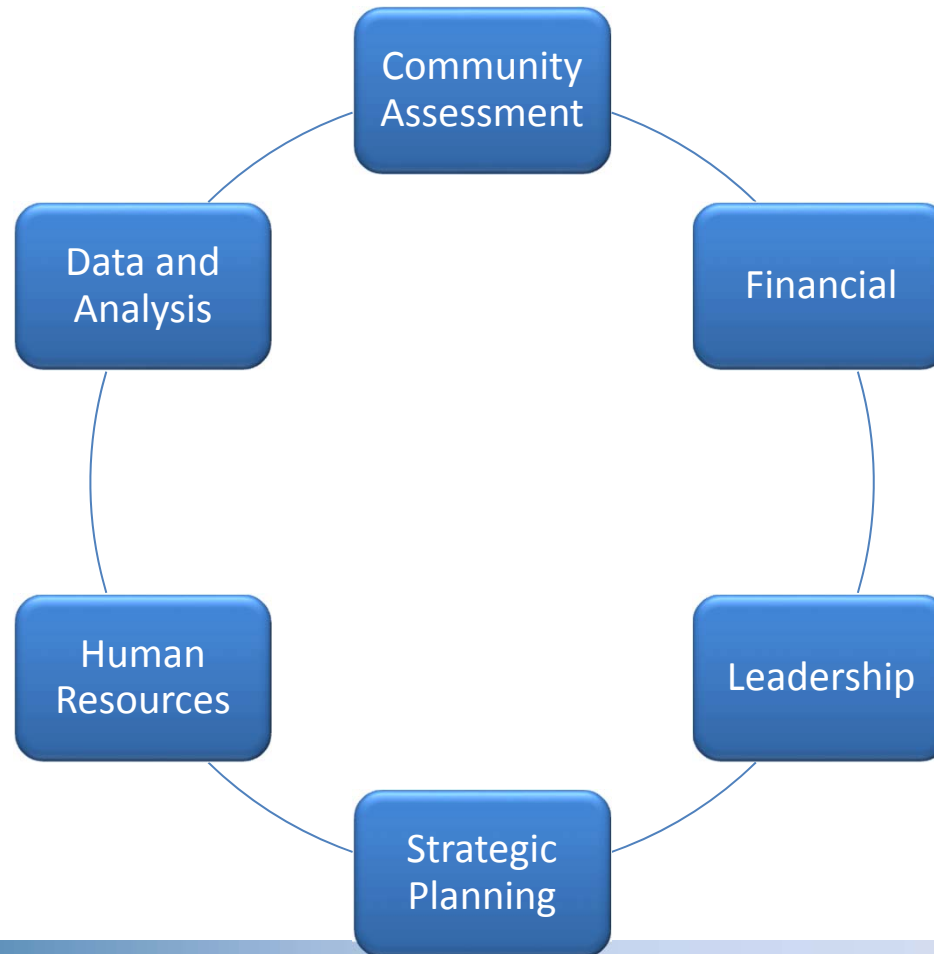 Community
Assessment
Financial
Leadership
Strategic
Planning
Human
Resources
Data and
Analysis